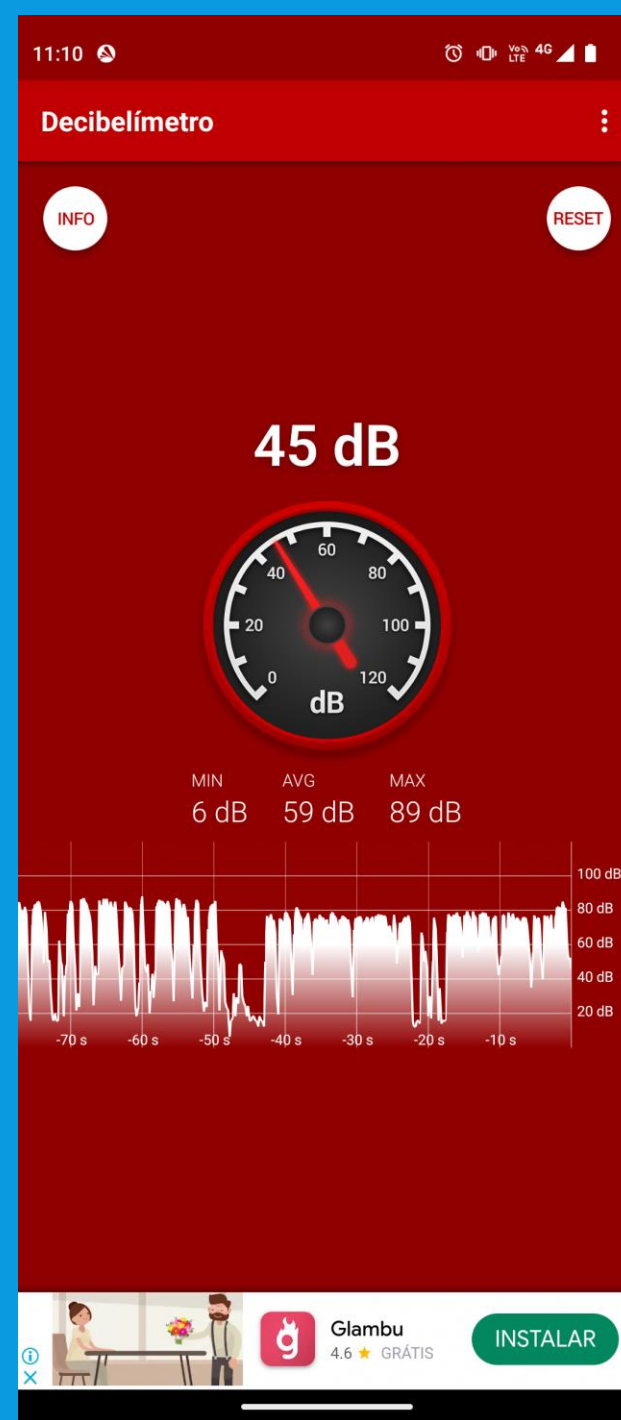 11:10 Vo LTE 4G
Decibelímetro
INFO RESET
45 dB
0 20 40 60 80 100 120
dB
MIN AVG MAX
6 dB 59 dB 89 dB
100 dB
80 dB
60 dB
40 dB
20 dB
-70 s -60 s -50 s -40 s -30 s -20 s -10 s
Glambu
4.6 ★ GRÁTIS
INSTALAR
g